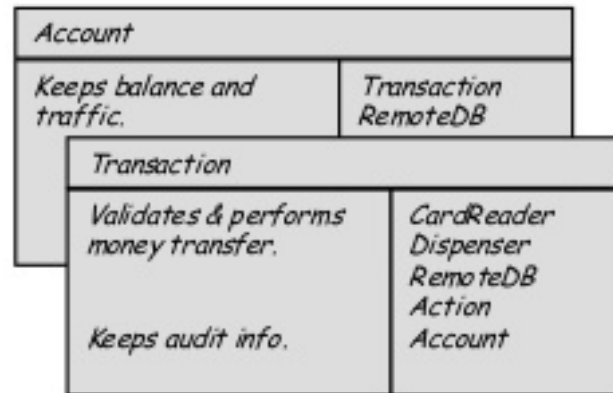 Account
Keeps balance and
traffic.
Transaction
RemoteDB
Transaction
Validates & performs
money transfer.
Keeps audit info.
CardReader
Dispenser
RemoteDB
Action
Account